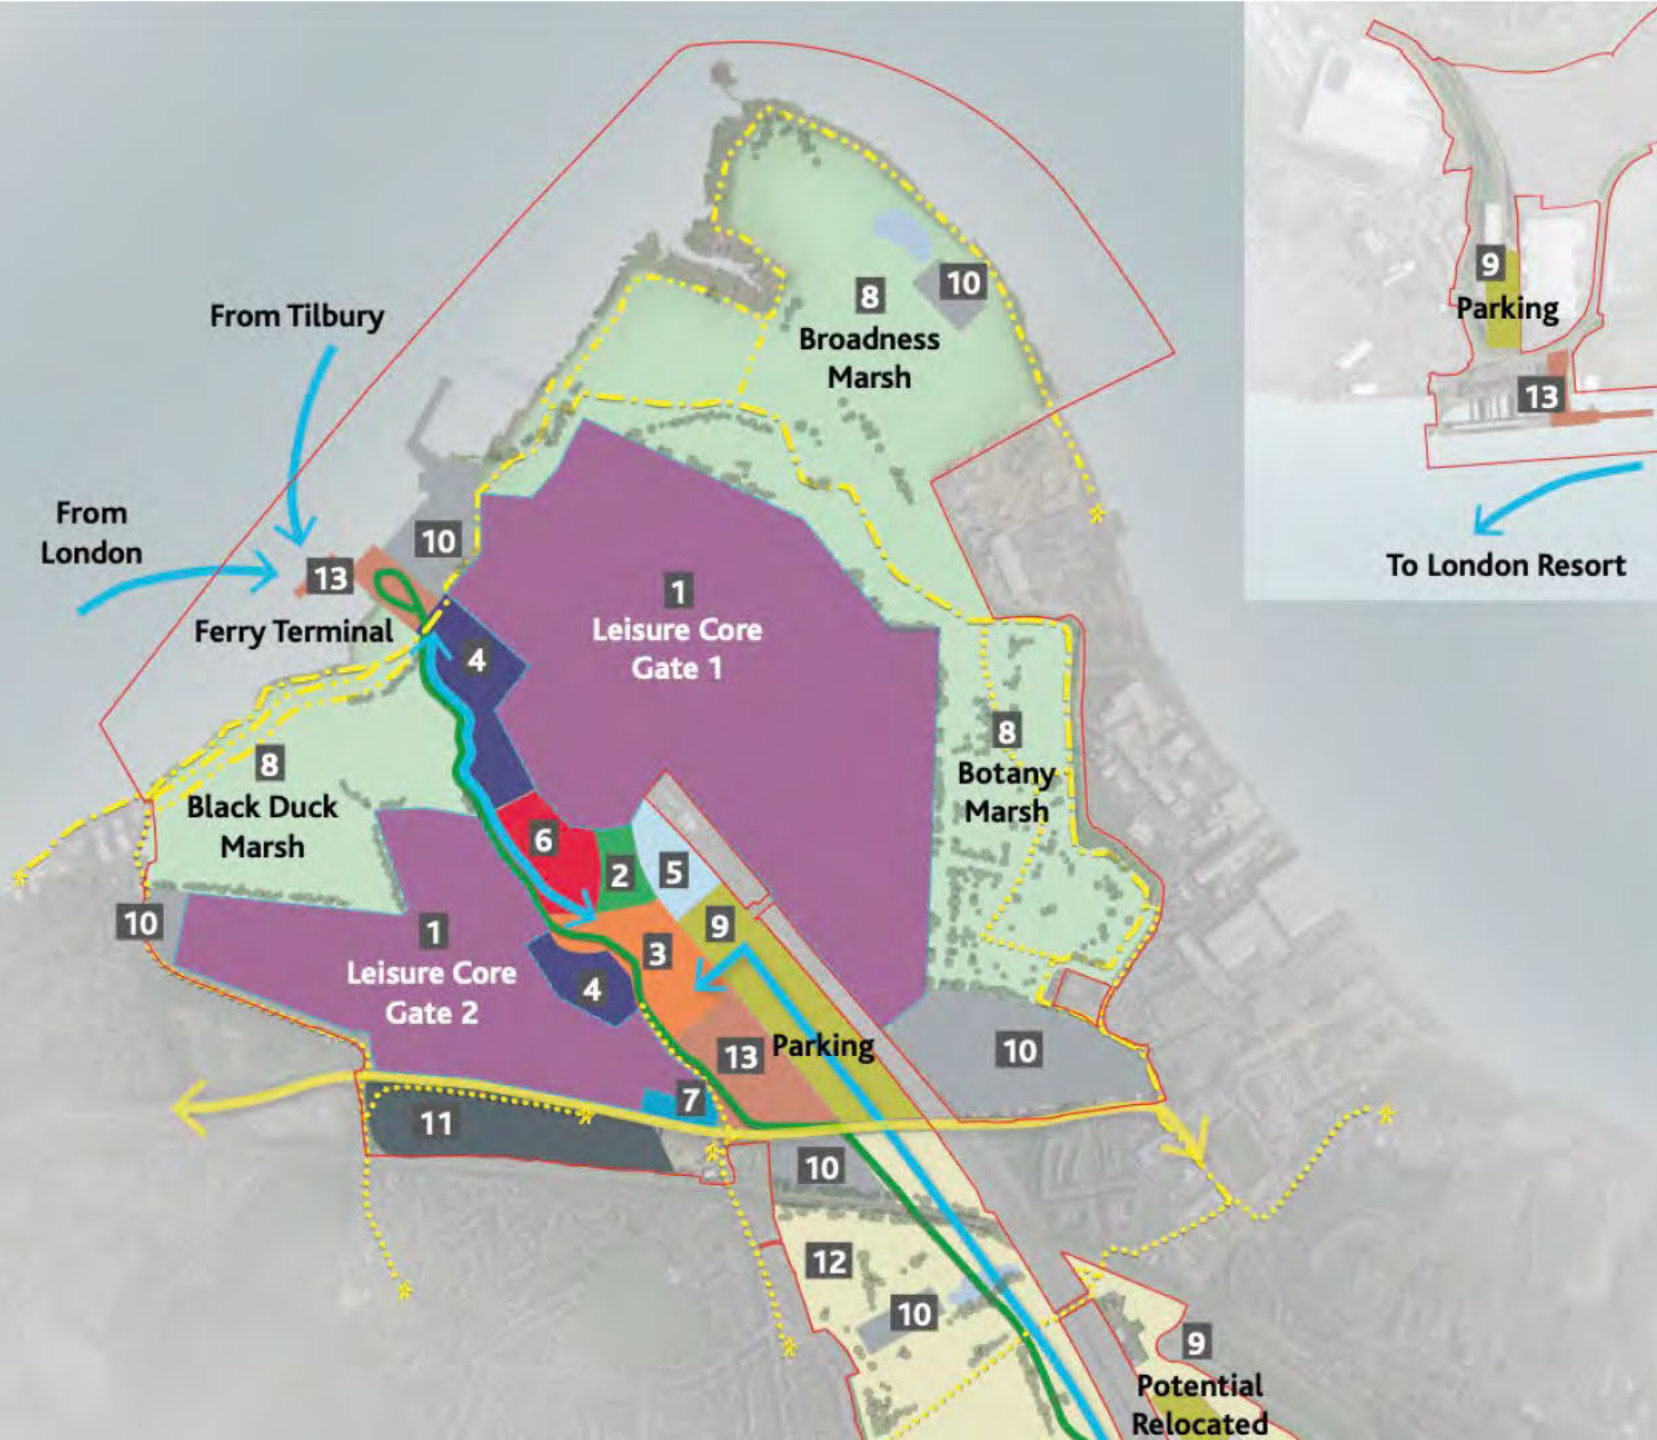 9
Parking
13
To London Resort
8
10
Broadness
Marsh
From Tilbury
From
London
10
13
Ferry Terminal
1
Leisure Core
Gate 1
4
8
Botany
Marsh
8
Black Duck
Marsh
6
2
5
9
10
1
Leisure Core
Gate 2
3
4
13
Parking
10
7
11
10
12
10
9
Potential
Relocated